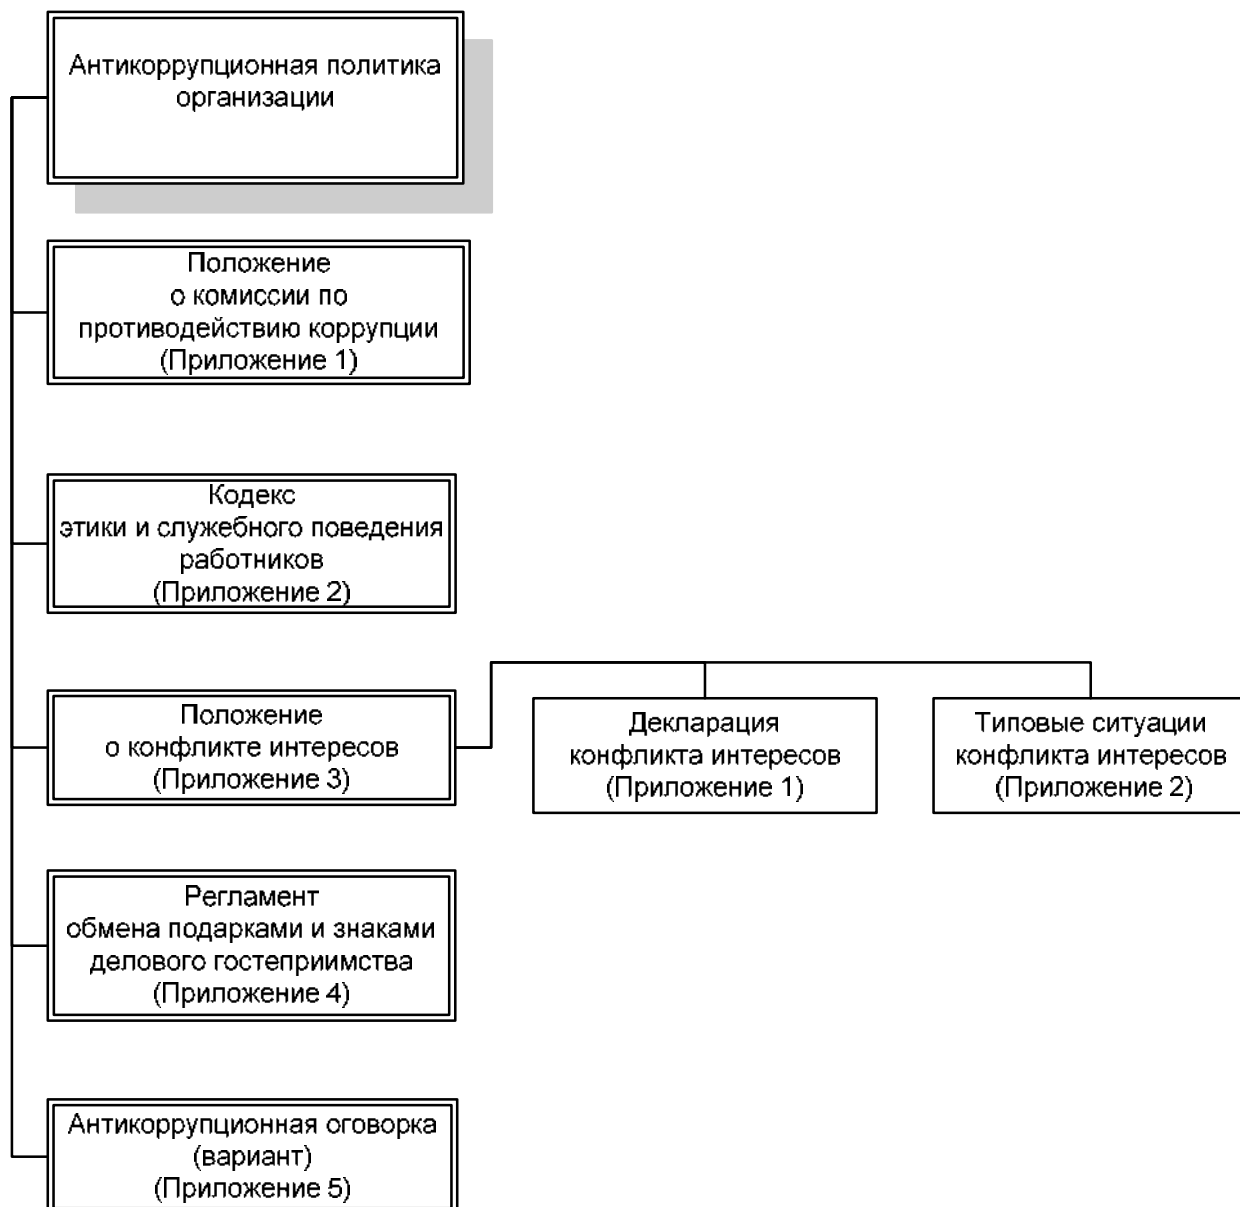 Антикоррупционная политика
организации
Положение
о комиссии по
противодействию коррупции
(Приложение 1)
Кодекс
этики и служебного поведения
работников
(Приложение 2)
Положение
о конфликте интересов
(Приложение 3)
Декларация
конфликта интересов
(Приложение 1)
Типовые ситуации
конфликта интересов
(Приложение 2)
Регламент
обмена подарками и знаками
делового гостеприимства
(Приложение 4)
Антикоррупционная оговорка
(вариант)
(Приложение 5)